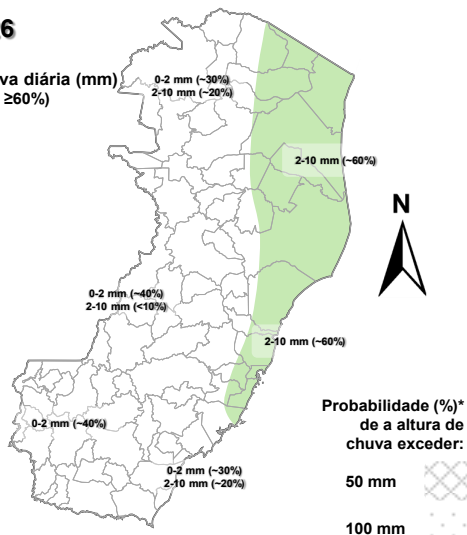 6
va diária (mm)
≥60%)
0-2 mm (~30%)
2-10 mm (~20%)
2-10 mm (~60%)
N
0-2 mm (~40%)
2-10 mm (<10%)
2-10 mm (~60%)
0-2 mm (~40%)
0-2 mm (~30%)
2-10 mm (~20%)
Probabilidade (%)*
de a altura de
chuva exceder:
50 mm
100 mm